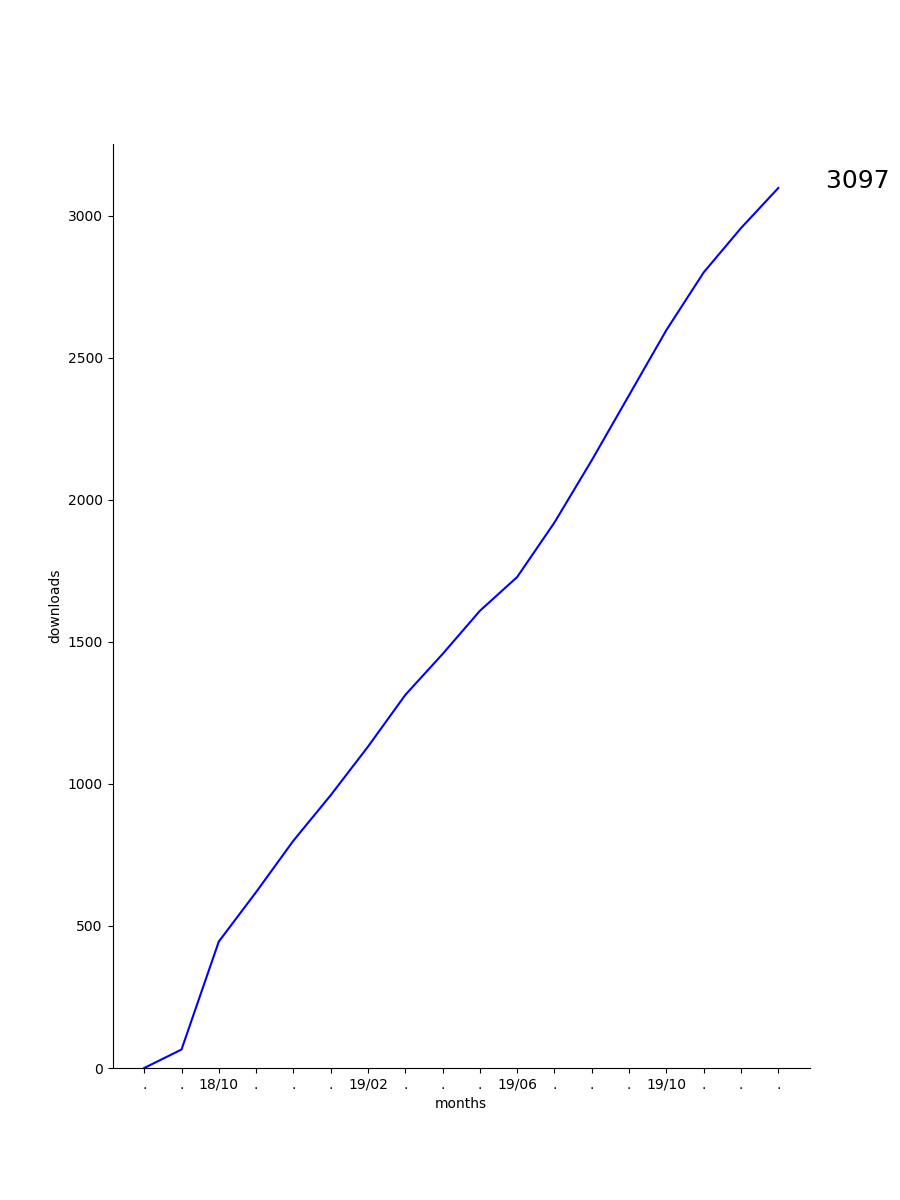 3097
3000
2500
2000
downloads
1500
1000
500
0
. . 18/10 . . . 19/02 . . . 19/06 . . . 19/10 . . .
months